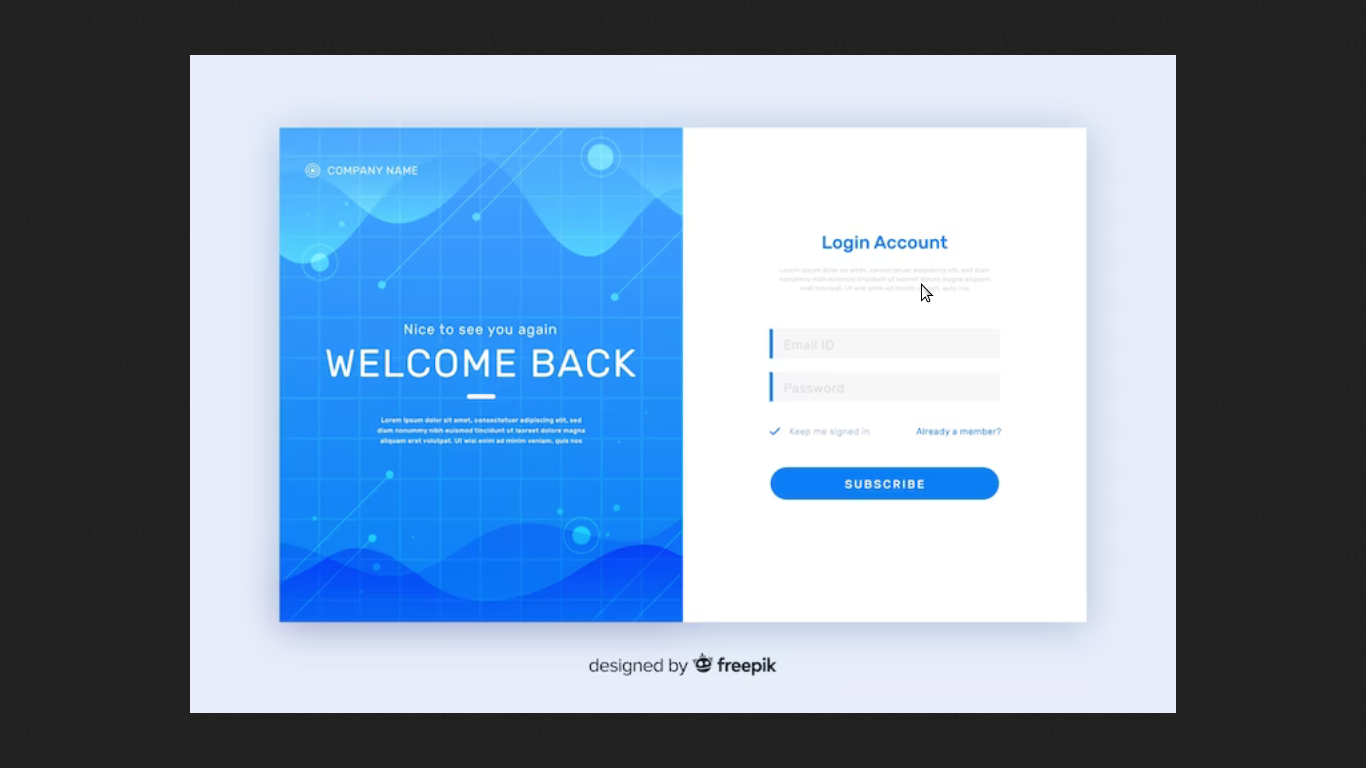 COMPANY NAME
Nice to see you again
WELCOME BACK
Lorem ipsum dolor sit amet, consectetuer adipiscing elit, sed
diam nonummy nibh euismod tincidunt ut laoreet dolore magna
aliquam erat volutpat. Ut wisi enim ad minim veniam, quis nos
Login Account
Lorem ipsum dolor sit amet, consectetuer adipiscing elit, sed diam
nonummy nibh euismod tincidunt ut laoreet dolore magna aliquam
erat volutpat. Ut wisi enim ad quis nos
Email ID
Password
Keep me signed in
Already a member?
SUBSCRIBE
designed by freepik